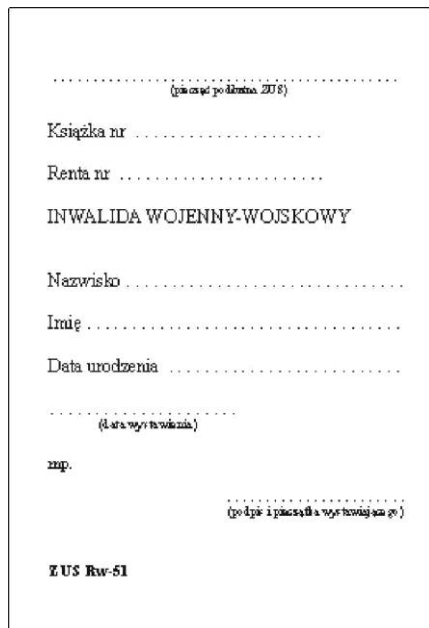 . . . . . . . . . . . . . . . . . . . . . . . . . . . . . . . . . . . . . . . . . . . .
(pieczęć podłużna ZUS)
Książka nr . . . . . . . . . . . . . . . . . . . . .
Renta nr . . . . . . . . . . . . . . . . . . . . . . .
INWALIDA WOJENNY-WOJSKOWY
Nazwisko . . . . . . . . . . . . . . . . . . . . . . . . . . . . . . .
Imię . . . . . . . . . . . . . . . . . . . . . . . . . . . . . . . . . . .
Data urodzenia . . . . . . . . . . . . . . . . . . . . . . . . . .
. . . . . . . . . . . . . . . . . . . . .
(data wystawienia)
mp.
. . . . . . . . . . . . . . . . . . . . . . . . . .
(podpis i pieczątka wystawiającego)
ZUS Rw-51